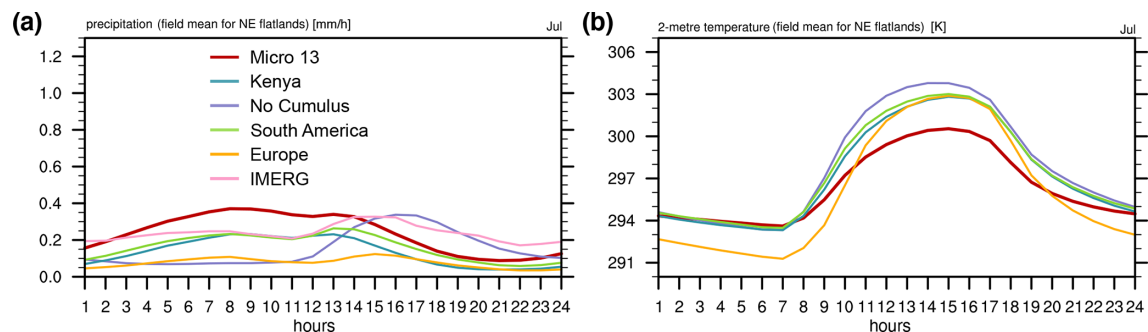 (a) precipitation (field mean for NE flatlands) [mm/h] Jul
1.2
1.0
0.8
0.6
0.4
0.2
0.0
Micro 13
Kenya
No Cumulus
South America
Europe
IMERG
1 2 3 4 5 6 7 8 9 10 11 12 13 14 15 16 17 18 19 20 21 22 23 24
hours
(b) 2-metre temperature (field mean for NE flatlands) [K] Jul
306
303
300
297
294
291
1 2 3 4 5 6 7 8 9 10 11 12 13 14 15 16 17 18 19 20 21 22 23 24
hours